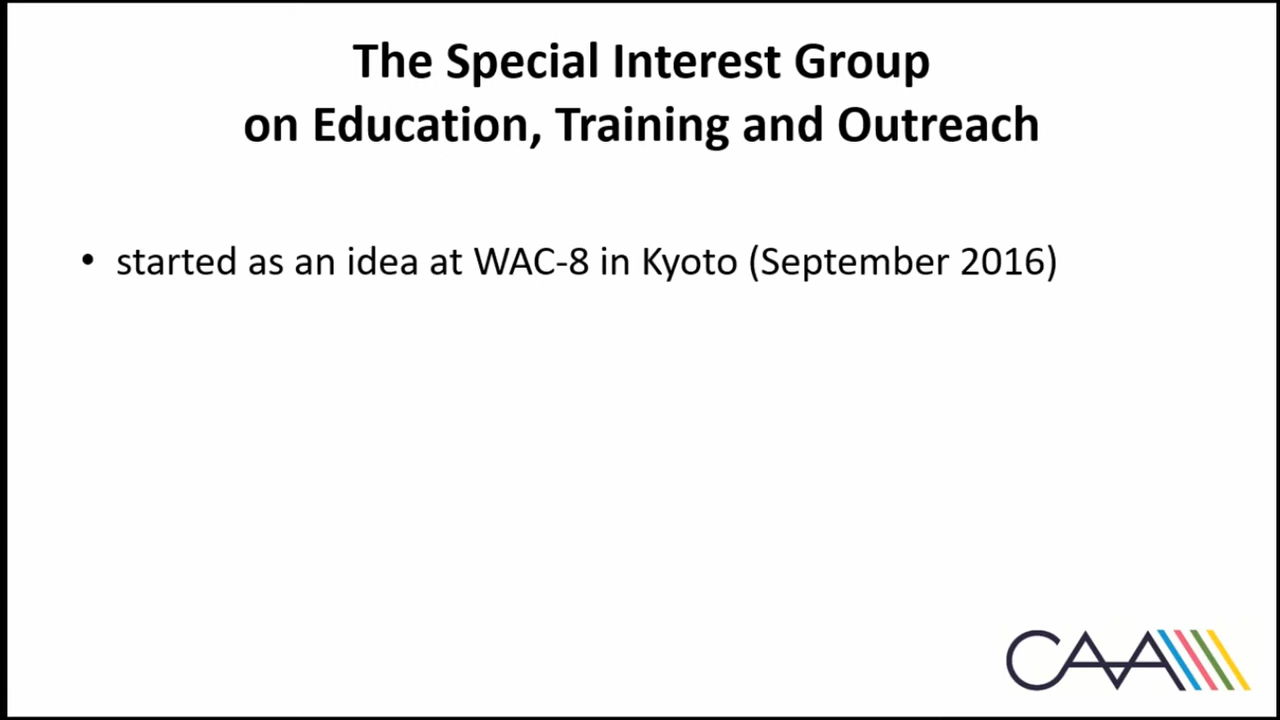 The Special Interest Group
on Education, Training and Outreach
• started as an idea at WAC-8 in Kyoto (September 2016)
CAA